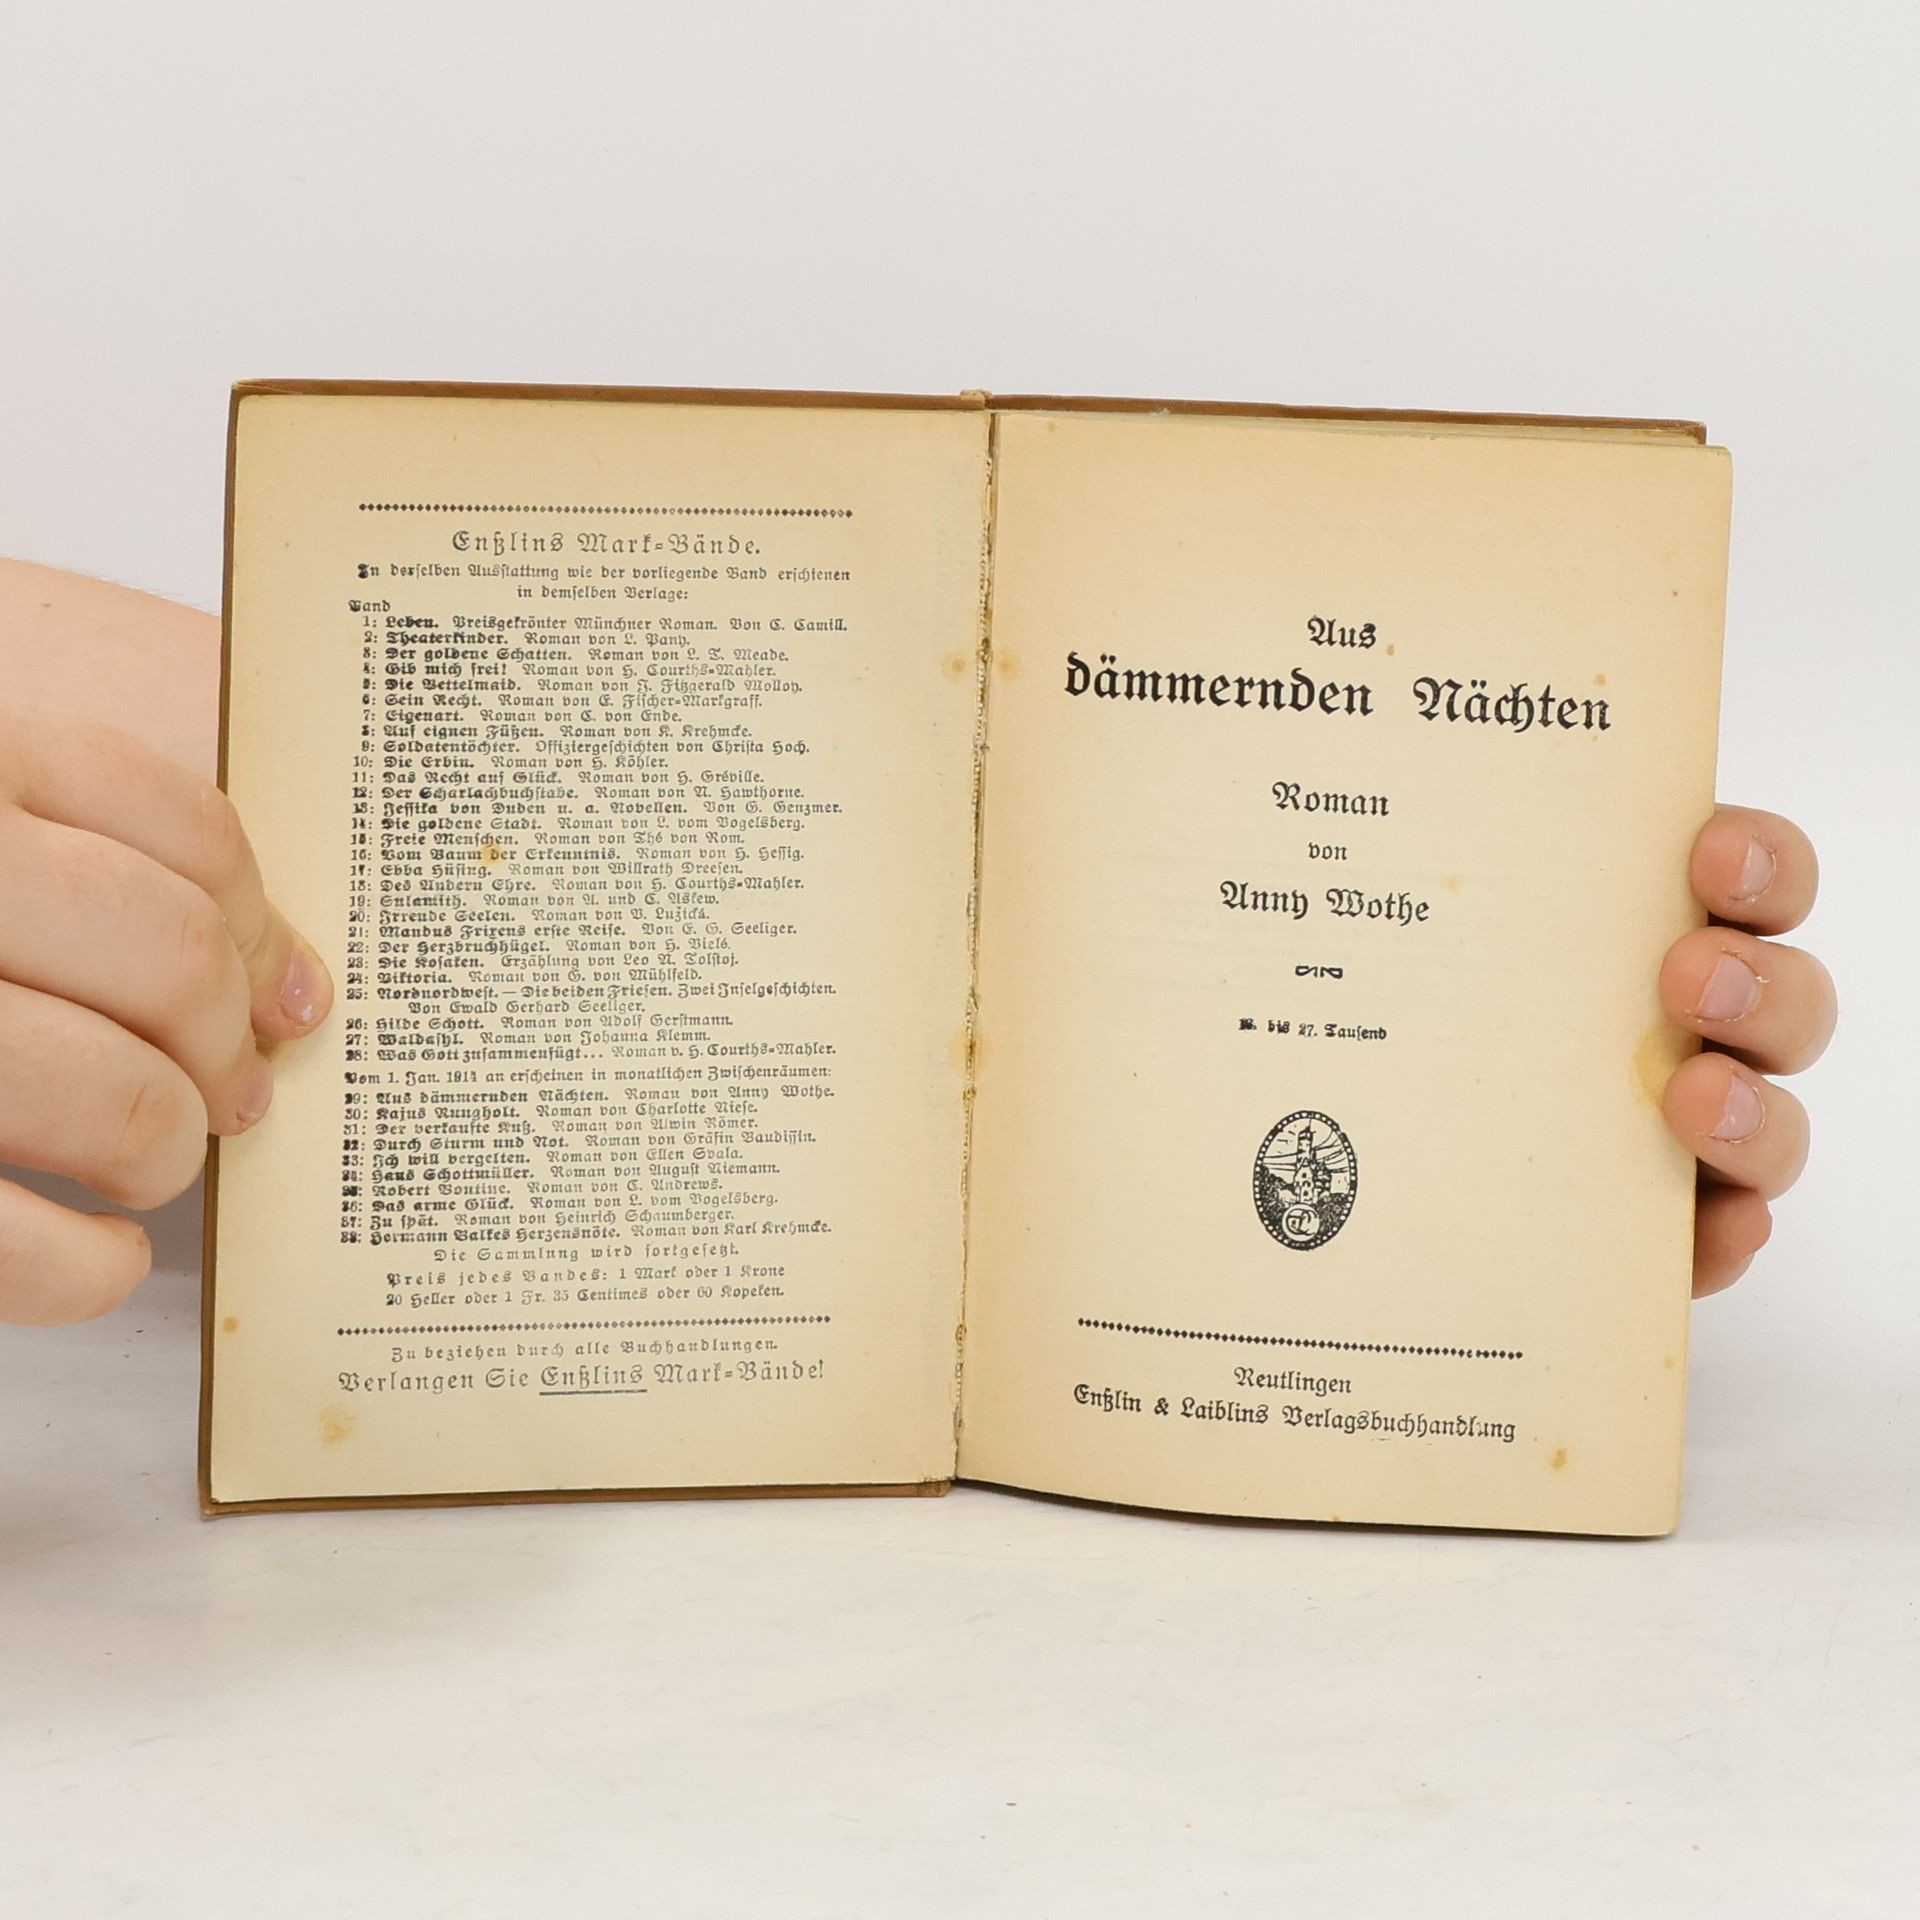 Enßlins Mark-Bände.
In derselben Ausstattung wie der vorliegende Band erschienen
in demselben Verlage:
Band
1: Leben. Preisgekrönter Münchner Roman. Von C. Camill.
2: Theaterkinder. Roman von L. Pany.
3: Der goldene Schatten. Roman von L. T. Meade.
4: Gib mich frei! Roman von H. Courths-Mahler.
5: Die Bettelmaid. Roman von J. Fitzgerald Molloy.
6: Sein Recht. Roman von E. Fischer-Markgraff.
7: Eigenart. Roman von C. von Ende.
8: Auf eignen Füßen. Roman von K. Krehmcke.
9: Soldatentöchter. Offiziergeschichten von Christa Hoch.
10: Die Erbin. Roman von H. Köhler.
11: Das Recht auf Glück. Roman von H. Gréville.
12: Der Scharlachbuchstabe. Roman von N. Hawthorne.
13: Jessika von Duden u. a. Novellen. Von G. Genzmer.
14: Die goldene Stadt. Roman von L. vom Vogelsberg.
15: Freie Menschen. Roman von Thé von Rom.
16: Vom Baum der Erkenntnis. Roman von H. Hessig.
17: Ebba Hüsing. Roman von Willrath Dreesen.
18: Des Andern Ehre. Roman von H. Courths-Mahler.
19: Sulamith. Roman von A. und C. Askew.
20: Irrende Seelen. Roman von V. Lužická.
21: Mandus Frixens erste Reise. Von E. G. Seeliger.
22: Der Herzbruchhügel. Roman von H. Vielé.
23: Die Kosaken. Erzählung von Leo N. Tolstoj.
24: Viktoria. Roman von G. von Mühlfeld.
25: Nordnordwest. — Die beiden Friesen. Zwei Inselgeschichten.
Von Ewald Gerhard Seeliger.
26: Hilde Schott. Roman von Adolf Gerstmann.
27: Waldasyl. Roman von Johanna Klemm.
28: Was Gott zusammenfügt... Roman v. H. Courths-Mahler.
Vom 1. Jan. 1914 an erscheinen in monatlichen Zwischenräumen:
29: Aus dämmernden Nächten. Roman von Anny Wothe.
30: Kajus Rungholt. Roman von Charlotte Niese.
31: Der verkaufte Kuß. Roman von Alwin Römer.
32: Durch Sturm und Not. Roman von Gräfin Baudissin.
33: Ich will vergelten. Roman von Ellen Svala.
34: Hans Schottmüller. Roman von August Niemann.
35: Robert Bontine. Roman von C. Andrews.
36: Das arme Glück. Roman von L. vom Vogelsberg.
37: Zu spät. Roman von Heinrich Schaumberger.
38: Hermann Balkes Herzensnöte. Roman von Karl Krehmcke.
Die Sammlung wird fortgesetzt.
Preis jedes Bandes: 1 Mark oder 1 Krone
20 Heller oder 1 Fr. 35 Centimes oder 60 Kopeken.
Zu beziehen durch alle Buchhandlungen.
Verlangen Sie Enßlins Mark-Bände!
Aus
dämmernden Nächten
Roman
von
Anny Wothe
bis 27. Tausend
Reutlingen
Enßlin & Laiblins Verlagsbuchhandlung